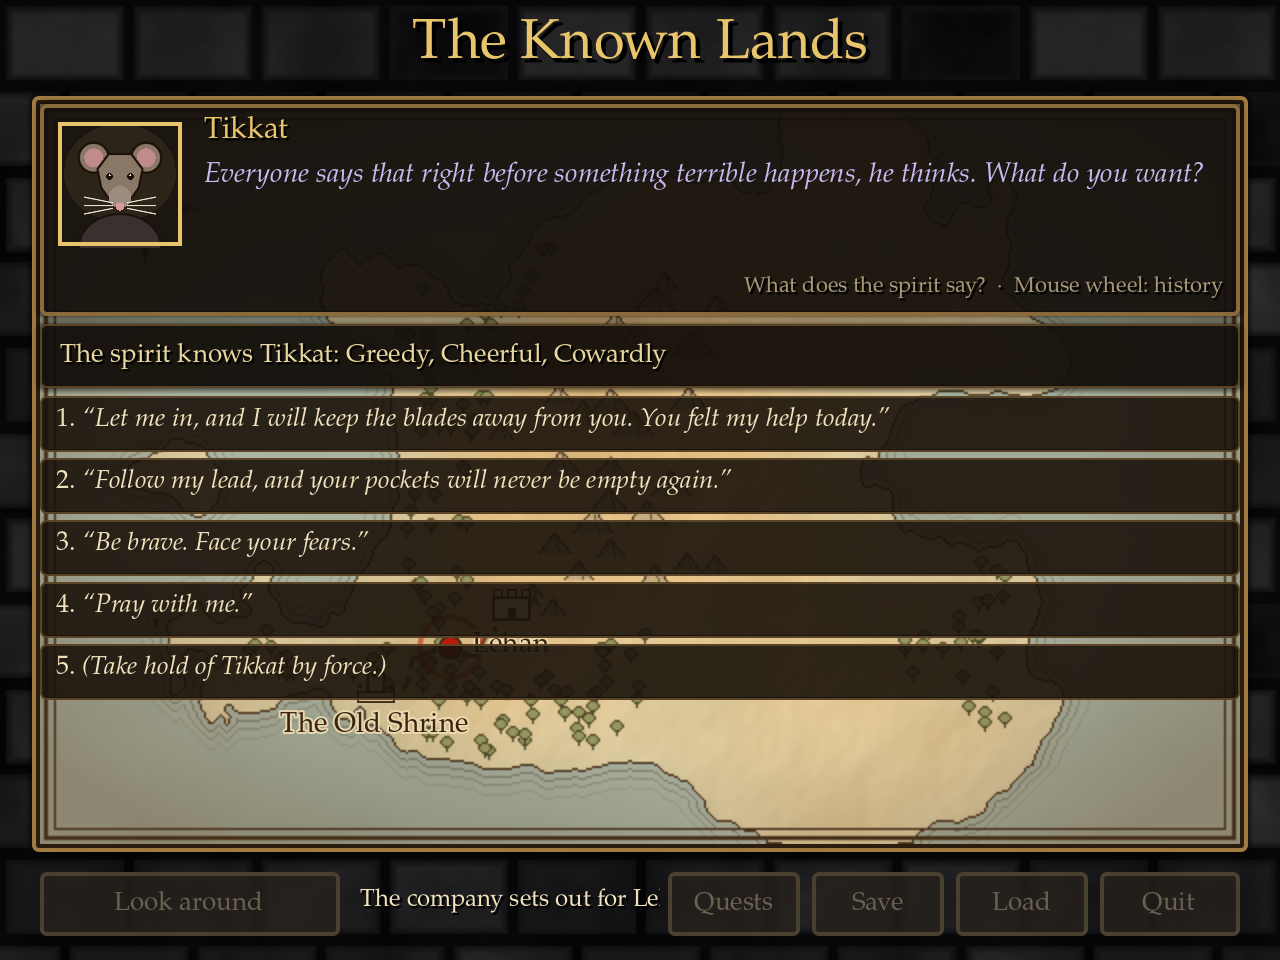 The Known Lands
Tikkat
Everyone says that right before something terrible happens, he thinks. What do you want?
What does the spirit say? · Mouse wheel: history
The spirit knows Tikkat: Greedy, Cheerful, Cowardly
1. “Let me in, and I will keep the blades away from you. You felt my help today.”
2. “Follow my lead, and your pockets will never be empty again.”
3. “Be brave. Face your fears.”
4. “Pray with me.”
Lenan
5. (Take hold of Tikkat by force.)
The Old Shrine
Look around
The company sets out for Le
Quests
Save
Load
Quit